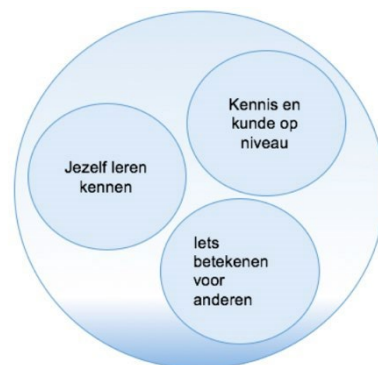 Kennis en
kunde op
niveau
Jezelf leren
kennen
Iets
betekenen
voor
anderen